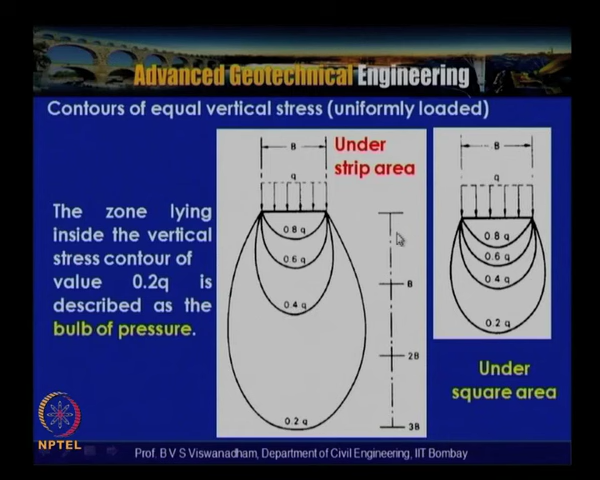 Advanced Geotechnical Engineering
Contours of equal vertical stress (uniformly loaded)
The zone lying
inside the vertical
stress contour of
value 0.2q is
described as the
bulb of pressure.
B
q
Under
strip area
0.8 q
0.6 q
0.4 q
0.2 q
B
2B
3B
B
q
0.8 q
0.6 q
0.4 q
0.2 q
Under
square area
NPTEL
Prof. B V S Viswanadham, Department of Civil Engineering, IIT Bombay